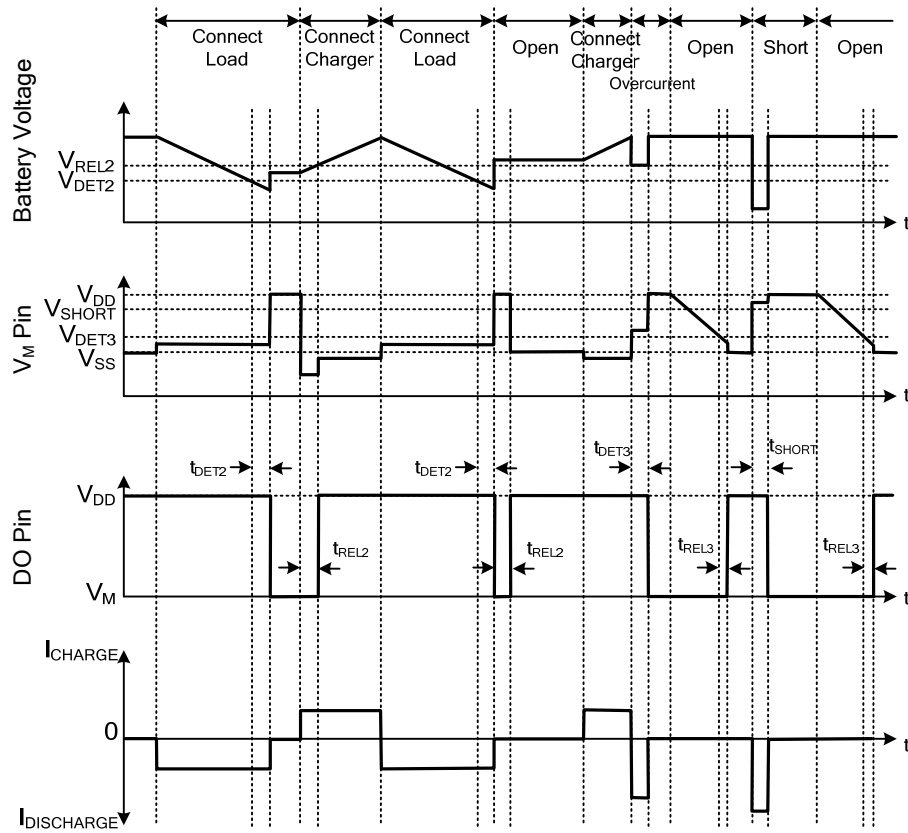 Connect Load
Connect Charger
Connect Load
Open
Connect Charger
Overcurrent
Open
Short
Open
Battery Voltage
VREL2
VDET2
t
VM Pin
VDD
VSHORT
VDET3
VSS
t
DO Pin
tDET2
tDET2
tDET3
tSHORT
VDD
tREL2
tREL2
tREL3
tREL3
VM
t
ICHARGE
0
t
IDISCHARGE